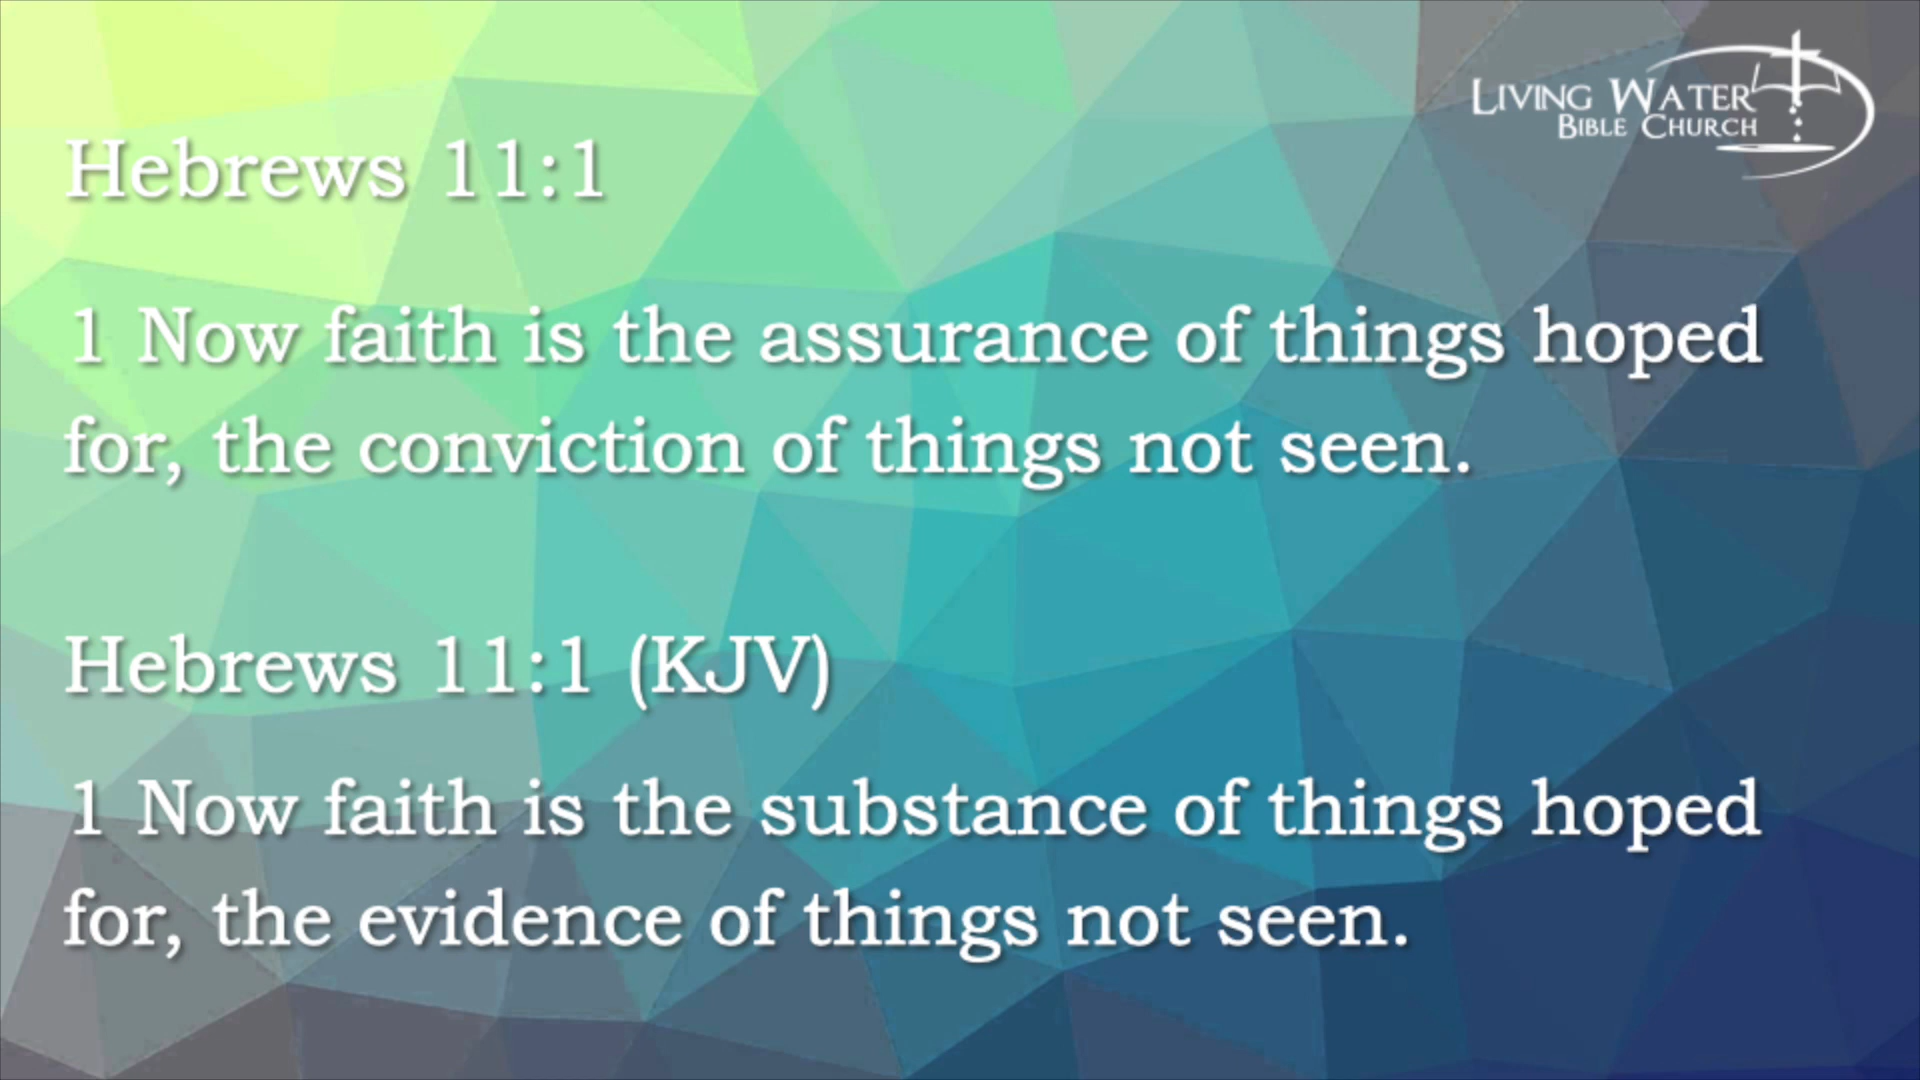 LIVING WATER
BIBLE CHURCH
Hebrews 11:1
1 Now faith is the assurance of things hoped
for, the conviction of things not seen.
Hebrews 11:1 (KJV)
1 Now faith is the substance of things hoped
for, the evidence of things not seen.